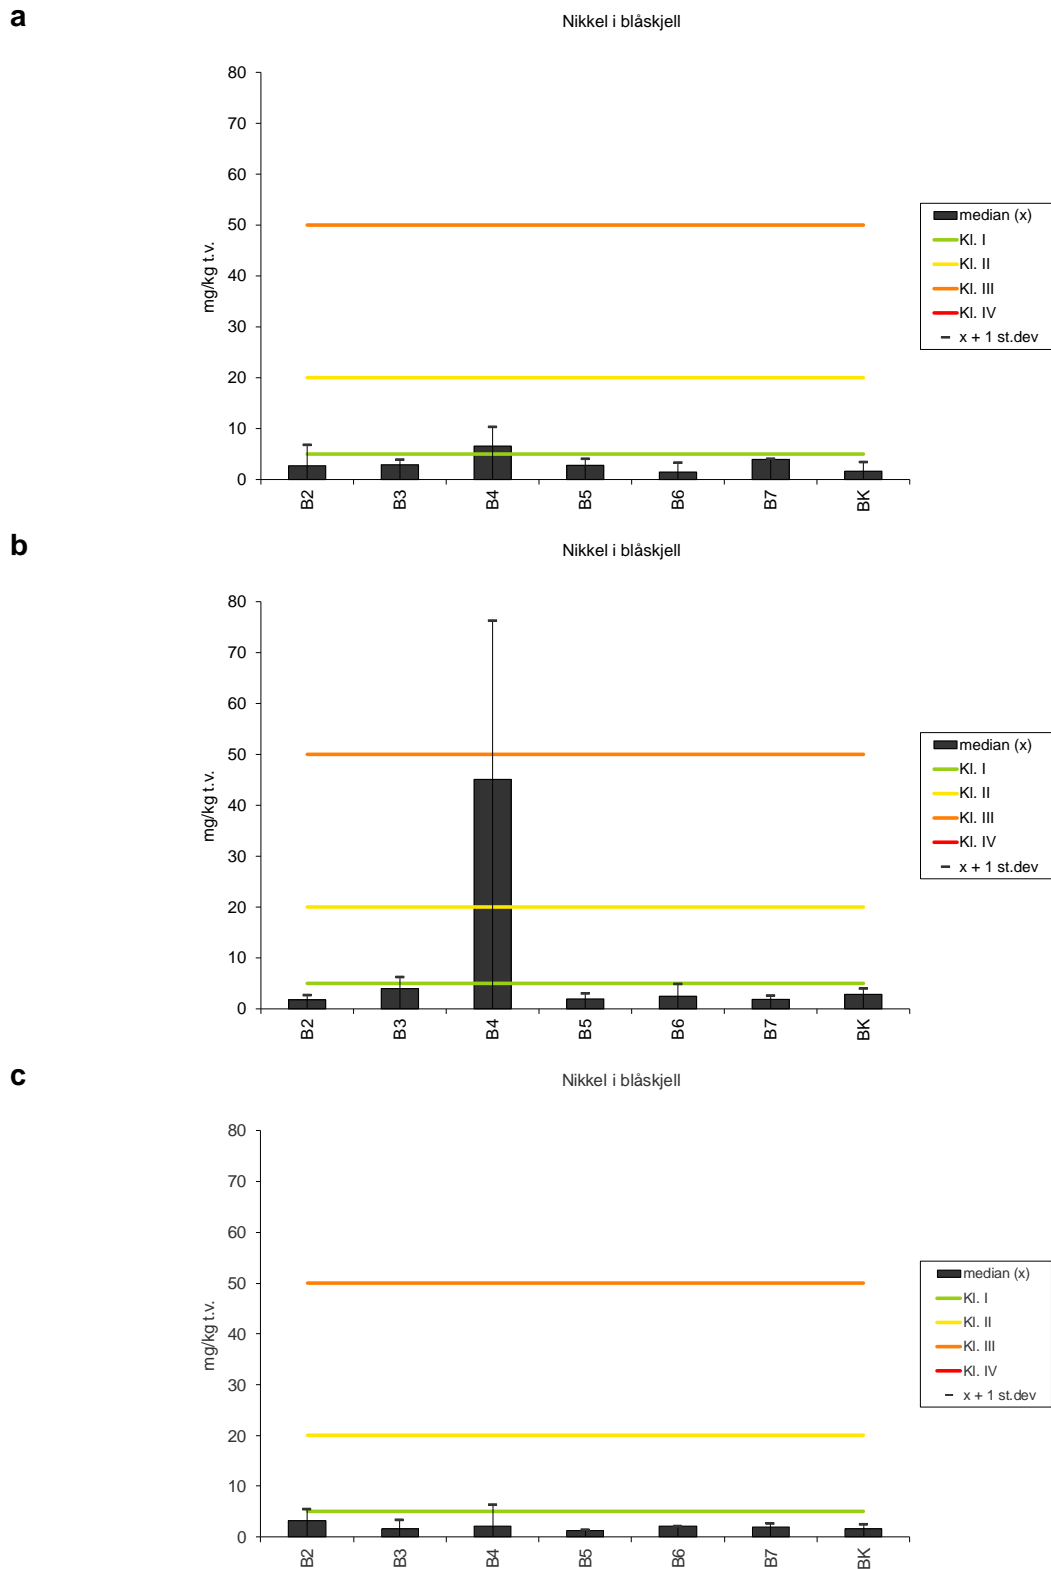 a
Nikkel i blåskjell
80
70
60
50
40
30
20
10
0
mg/kg t.v.
B2
B3
B4
B5
B6
B7
BK
median (x)
Kl. I
Kl. II
Kl. III
Kl. IV
x + 1 st.dev
b
Nikkel i blåskjell
80
70
60
50
40
30
20
10
0
mg/kg t.v.
B2
B3
B4
B5
B6
B7
BK
median (x)
Kl. I
Kl. II
Kl. III
Kl. IV
x + 1 st.dev
c
Nikkel i blåskjell
80
70
60
50
40
30
20
10
0
mg/kg t.v.
B2
B3
B4
B5
B6
B7
BK
median (x)
Kl. I
Kl. II
Kl. III
Kl. IV
x + 1 st.dev